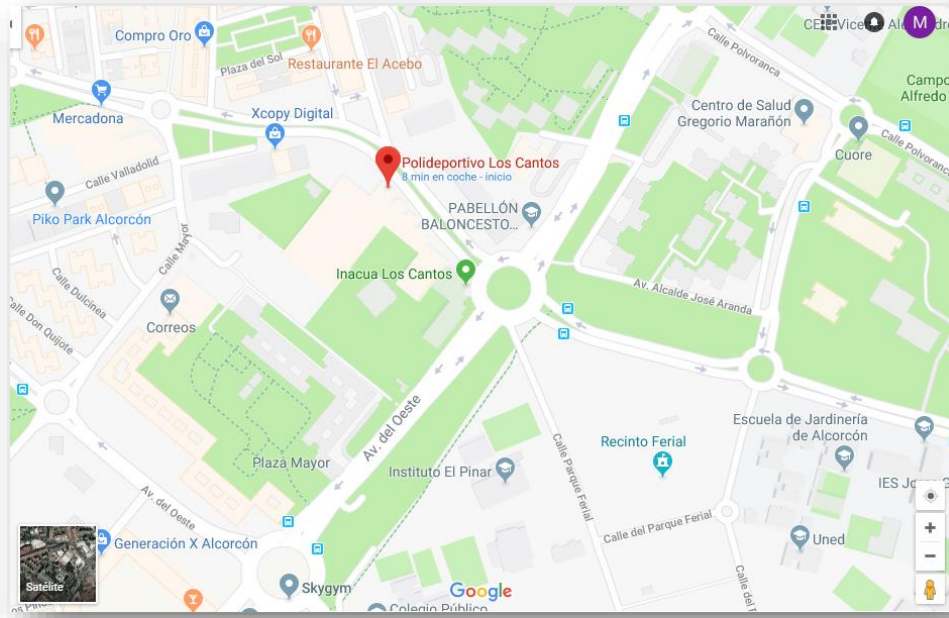 Compro Oro
Plaza del Sol
Restaurante El Acebo
Mercadona
Xcopy Digital
Calle Polvoranca
Campo
Alfredo
Centro de Salud
Gregorio Marañón
Cuore
Calle Polvoranca
M
Polideportivo Los Cantos
8 min en coche - inicio
Calle Valladolid
Piko Park Alcorcón
PABELLÓN
BALONCESTO...
Calle Mayor
Inacua Los Cantos
Calle Dulcinea
Calle Don Quijote
Correos
Av. Alcalde José Aranda
Av. del Oeste
Plaza Mayor
Instituto El Pinar
Calle Parque Ferial
Recinto Ferial
Escuela de Jardinería
de Alcorcón
Av. del Oeste
Generación X Alcorcón
Calle del Parque Ferial
Uned
Satélite
Skygym
Google
Colegio Público